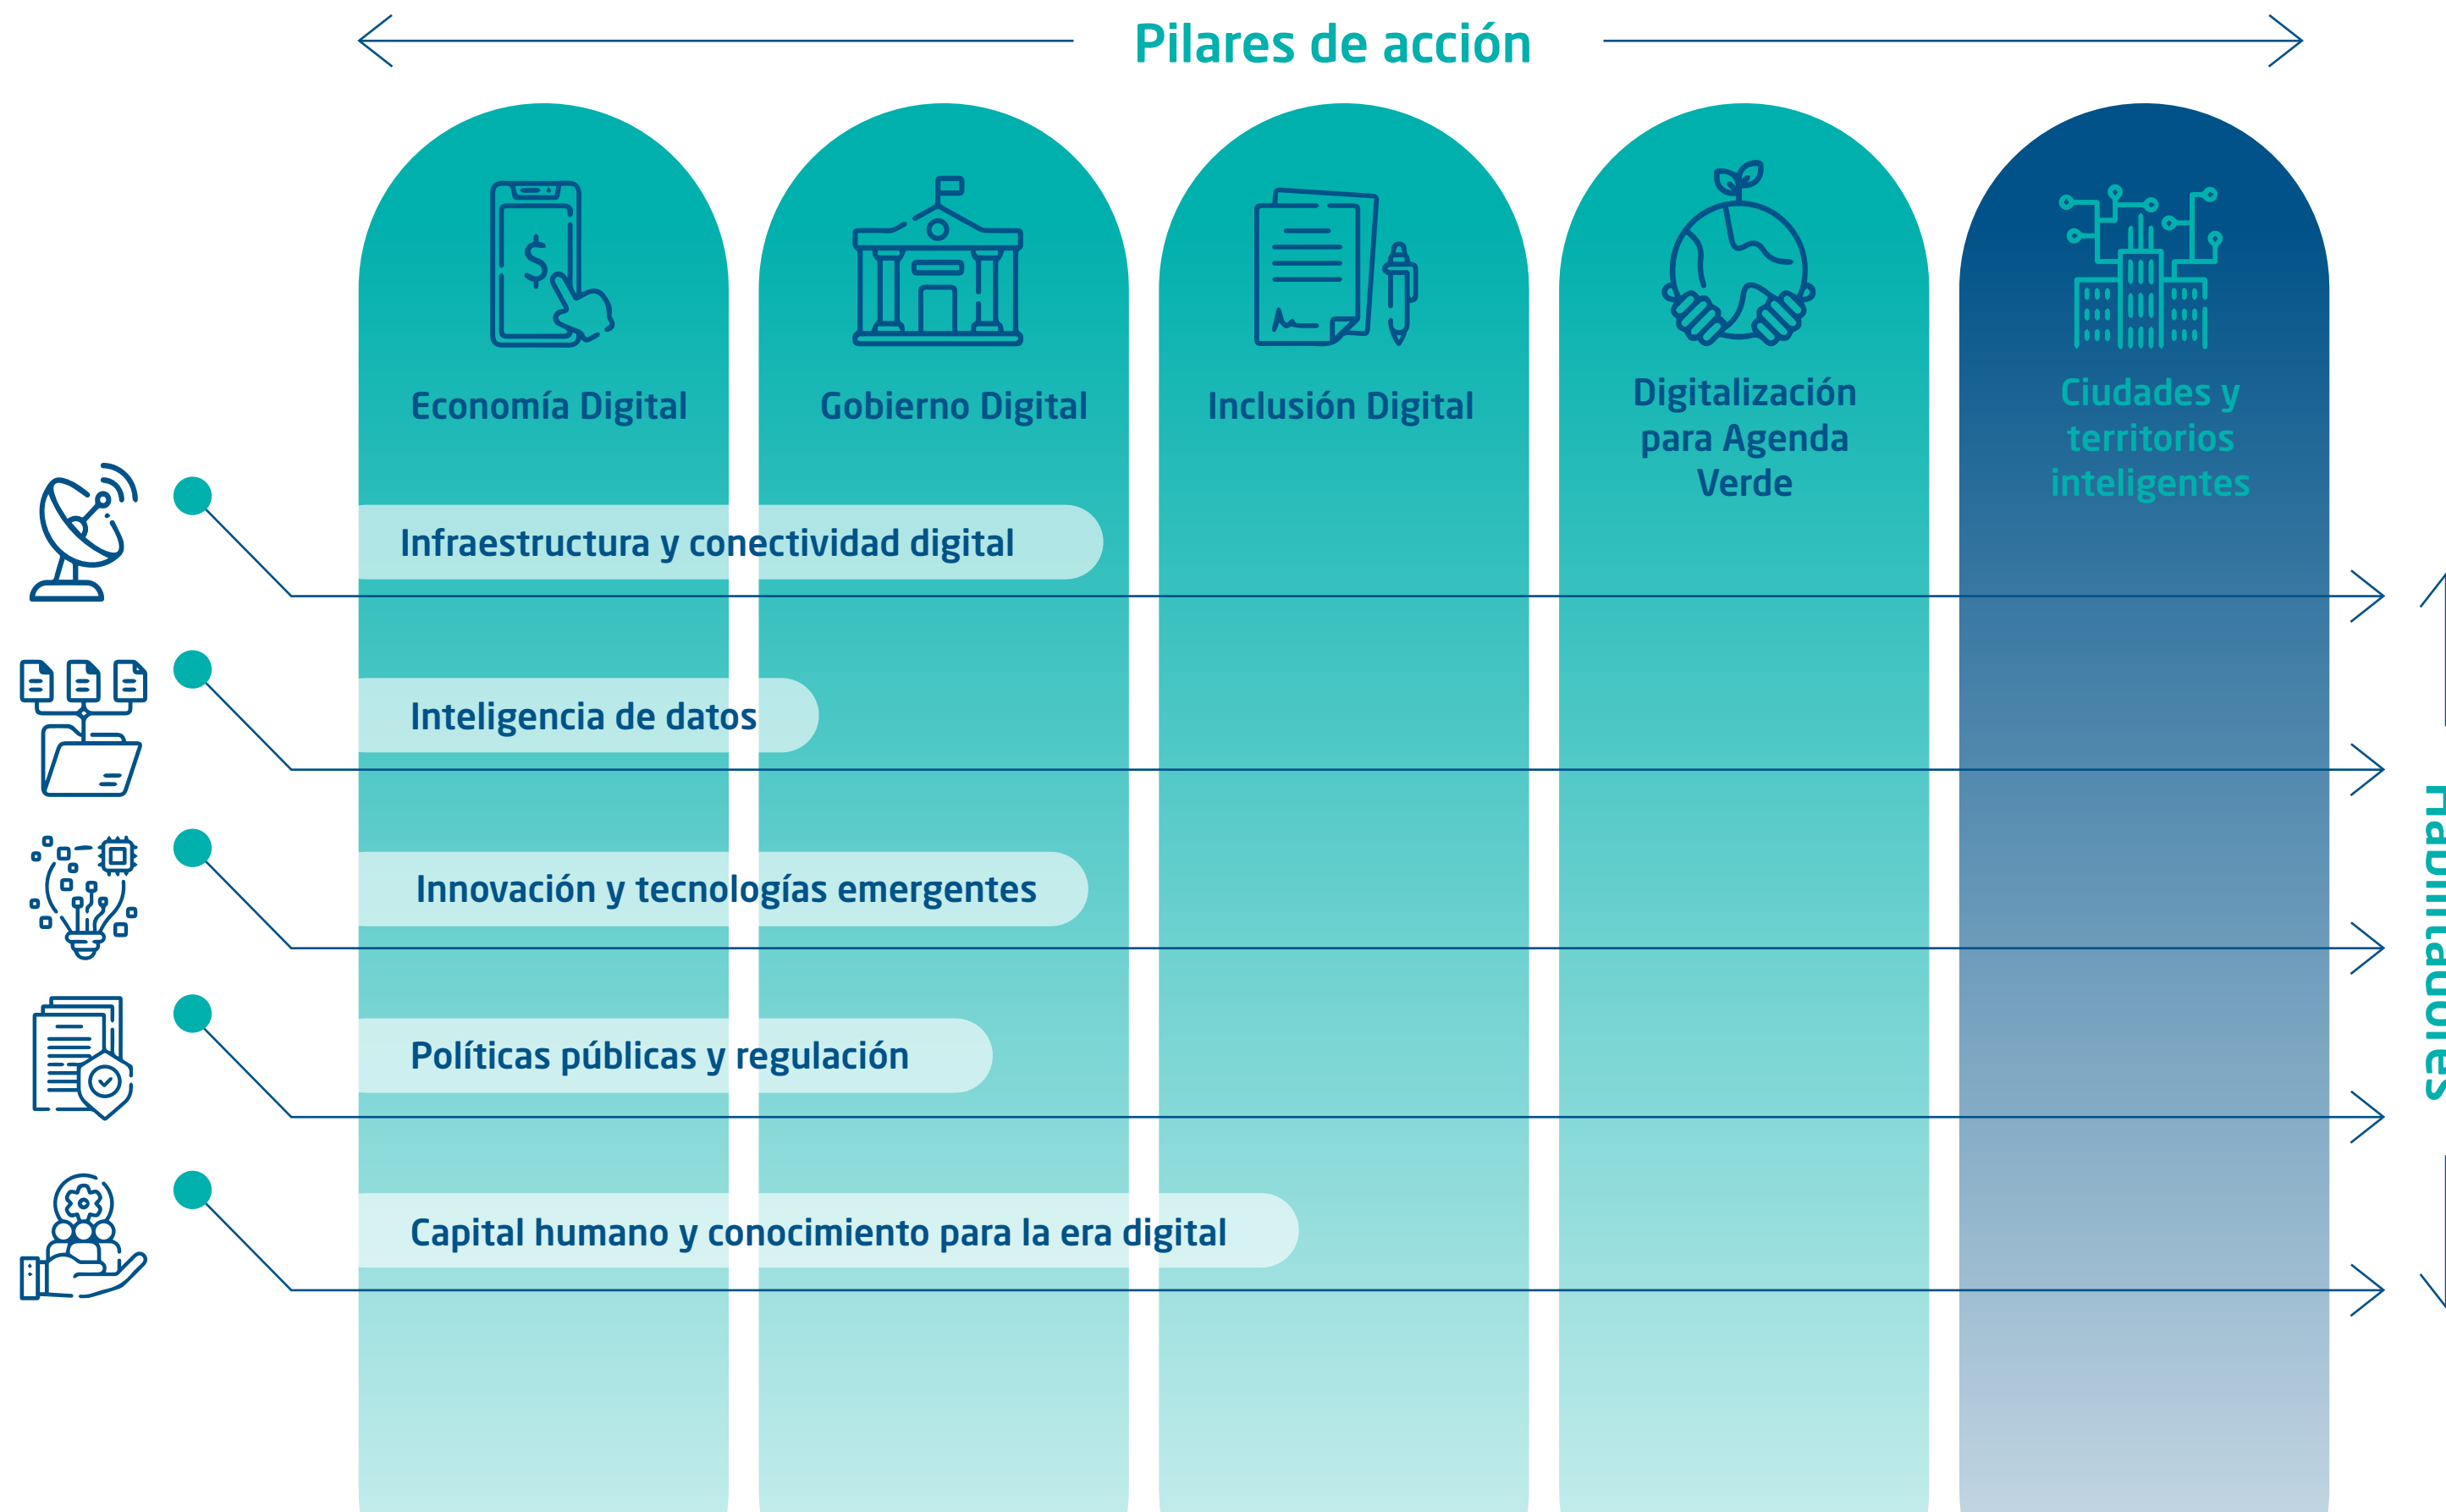 Pilares de acción
Economía Digital
Gobierno Digital
Inclusión Digital
Digitalización
para Agenda
Verde
Ciudades y
territorios
inteligentes
Infraestructura y conectividad digital
Inteligencia de datos
Innovación y tecnologías emergentes
Políticas públicas y regulación
Capital humano y conocimiento para la era digital
Habilitadores